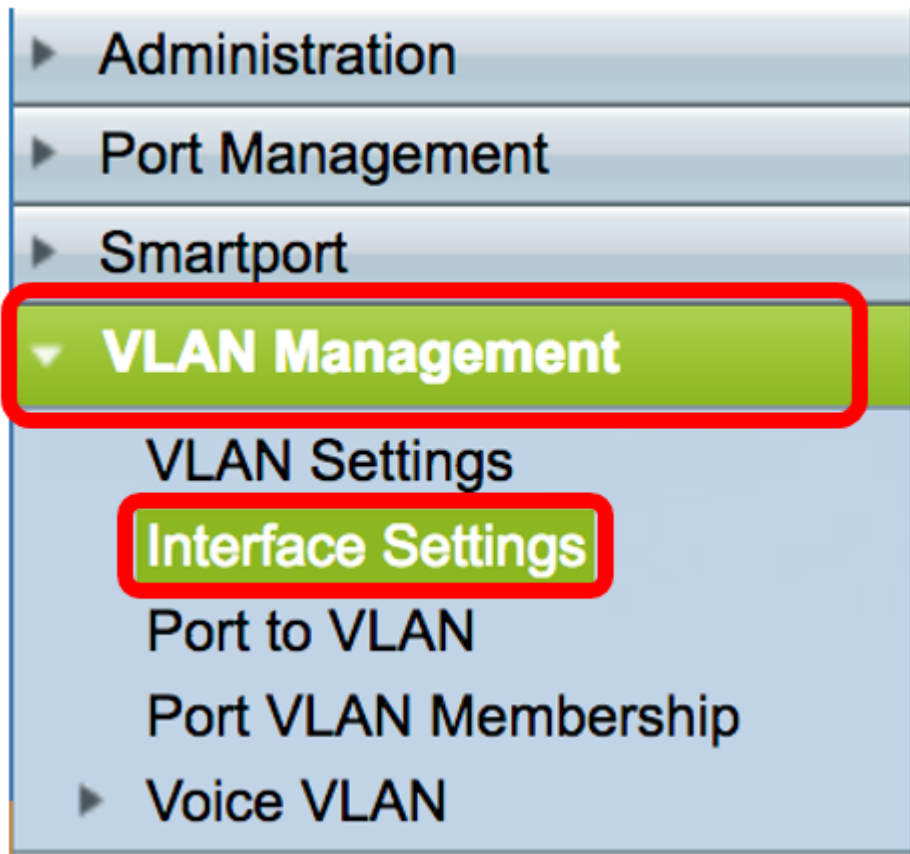 Administration
Port Management
Smartport
VLAN Management
VLAN Settings
Interface Settings
Port to VLAN
Port VLAN Membership
Voice VLAN